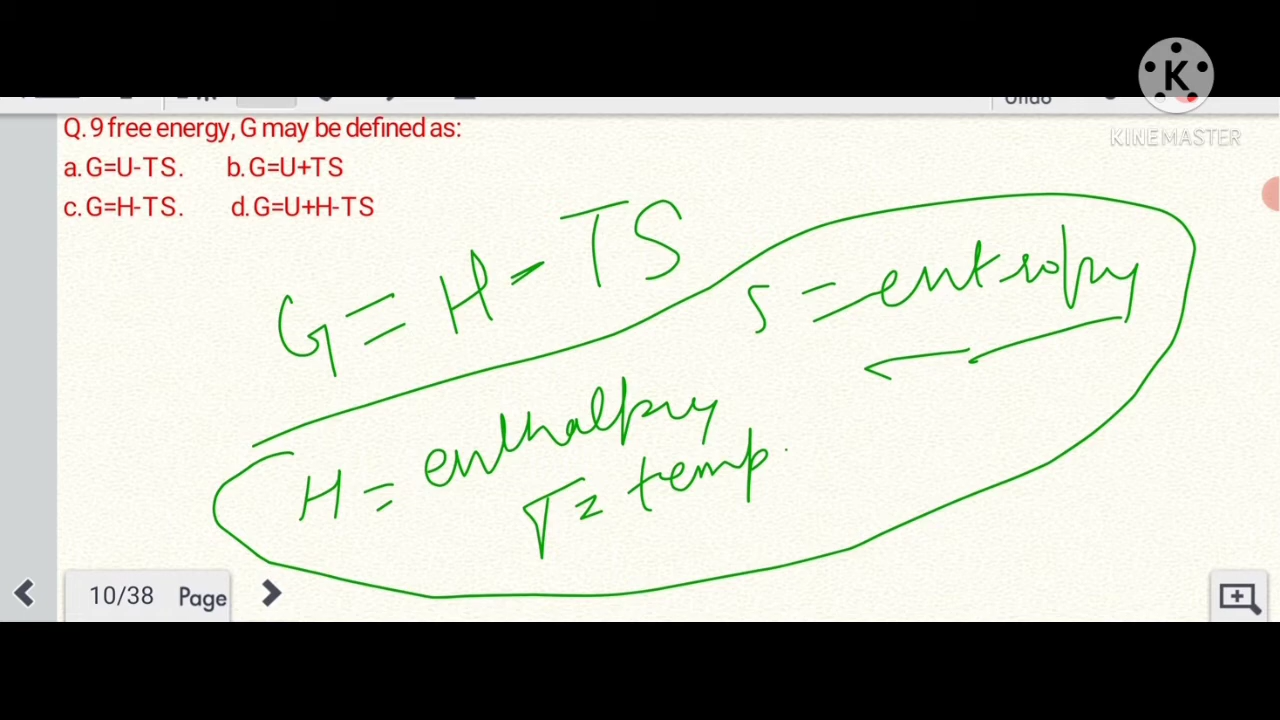 Undo
K
KINEMASTER
Q. 9 free energy, G may be defined as:
a. G=U-TS. b. G=U+TS
c. G=H-TS. d. G=U+H-TS
G = H - TS
S = entropy
H = enthalpy
T = temp.
10/38 Page